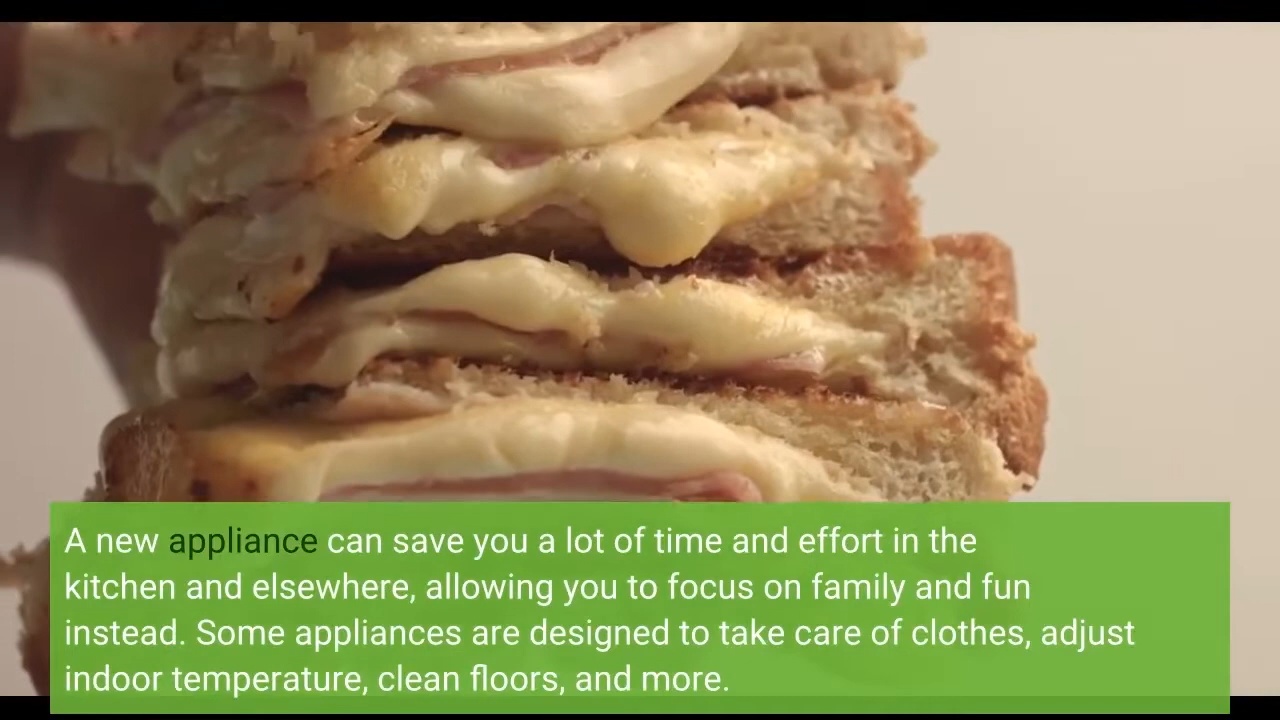 A new appliance can save you a lot of time and effort in the
kitchen and elsewhere, allowing you to focus on family and fun
instead. Some appliances are designed to take care of clothes, adjust
indoor temperature, clean floors, and more.